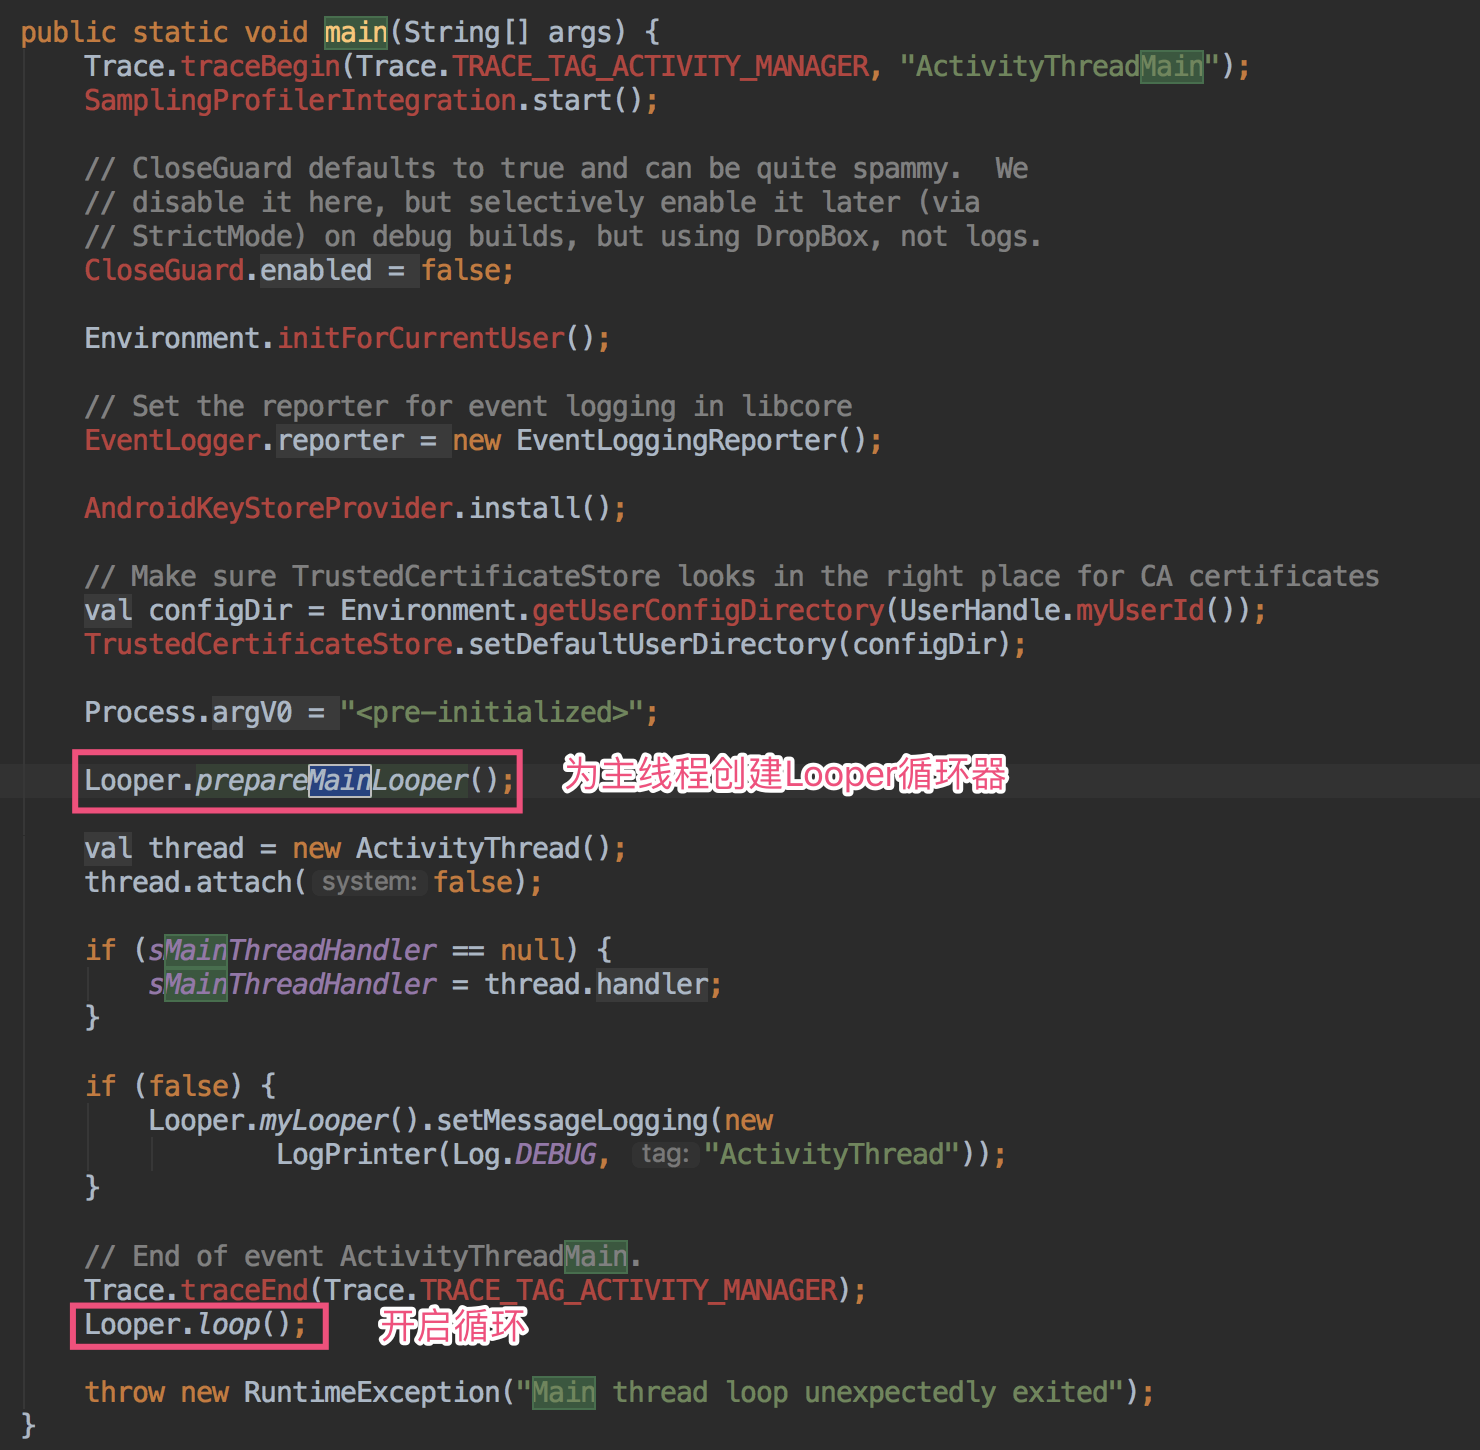 public static void main(String[] args) {
Trace.traceBegin(Trace.TRACE_TAG_ACTIVITY_MANAGER, "ActivityThreadMain");
SamplingProfilerIntegration.start();
// CloseGuard defaults to true and can be quite spammy.  We
// disable it here, but selectively enable it later (via
// StrictMode) on debug builds, but using DropBox, not logs.
CloseGuard.enabled = false;
Environment.initForCurrentUser();
// Set the reporter for event logging in libcore
EventLogger.reporter = new EventLoggingReporter();
AndroidKeyStoreProvider.install();
// Make sure TrustedCertificateStore looks in the right place for CA certificates
val configDir = Environment.getUserConfigDirectory(UserHandle.myUserId());
TrustedCertificateStore.setDefaultUserDirectory(configDir);
Process.argV0 = "<pre-initialized>";
Looper.prepareMainLooper(); 为主线程创建Looper循环器
val thread = new ActivityThread();
thread.attach( system: false);
if (sMainThreadHandler == null) {
sMainThreadHandler = thread.handler;
}
if (false) {
Looper.myLooper().setMessageLogging(new
LogPrinter(Log.DEBUG, tag: "ActivityThread"));
}
// End of event ActivityThreadMain.
Trace.traceEnd(Trace.TRACE_TAG_ACTIVITY_MANAGER);
Looper.loop(); 开启循环
throw new RuntimeException("Main thread loop unexpectedly exited");
}